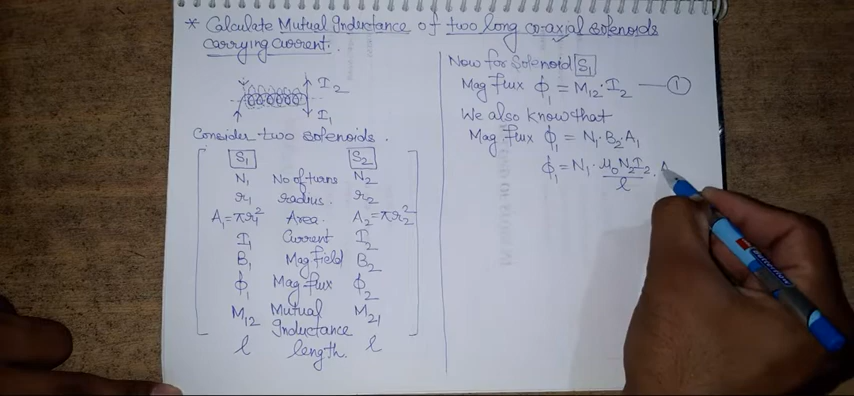 * Calculate Mutual Inductance of two long co-axial solenoids
carrying current.
I₂
I₁
Consider two solenoids.
S₁ S₂
N₁ No of turns N₂
r₁ radius. r₂
A₁=πr₁² Area. A₂=πr₂²
I₁ Current I₂
B₁ Mag field B₂
ϕ₁ Mag flux ϕ₂
M₁₂ Mutual Inductance M₂₁
l length. l
Now for Solenoid S₁
Mag flux ϕ₁ = M₁₂·I₂ —①
We also know that
Mag flux ϕ₁ = N₁·B₂·A₁
ϕ₁ = N₁·μ₀N₂I₂/l . A